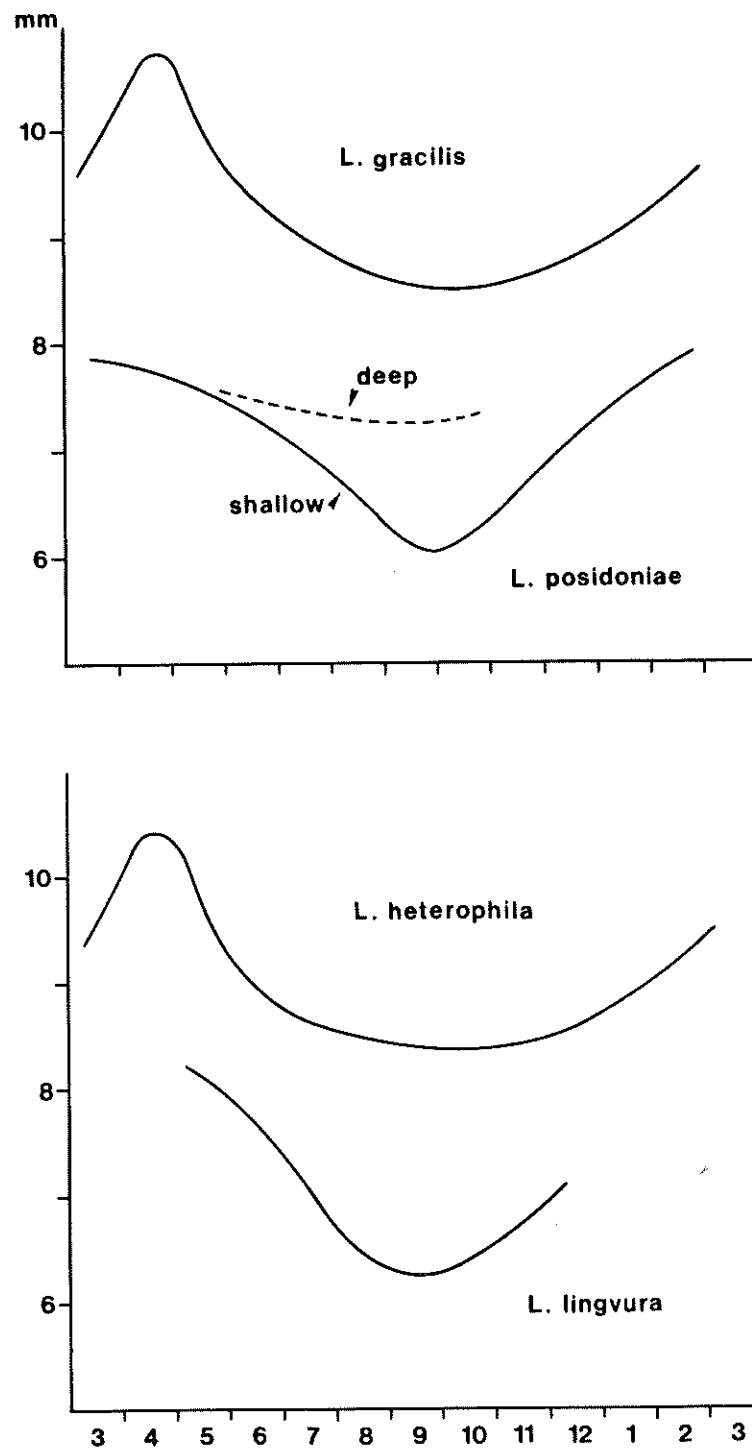 mm
10
L. gracilis
8
deep
shallow
6
L. posidoniae
10
L. heterophila
8
6
L. lingvura
3 4 5 6 7 8 9 10 11 12 1 2 3